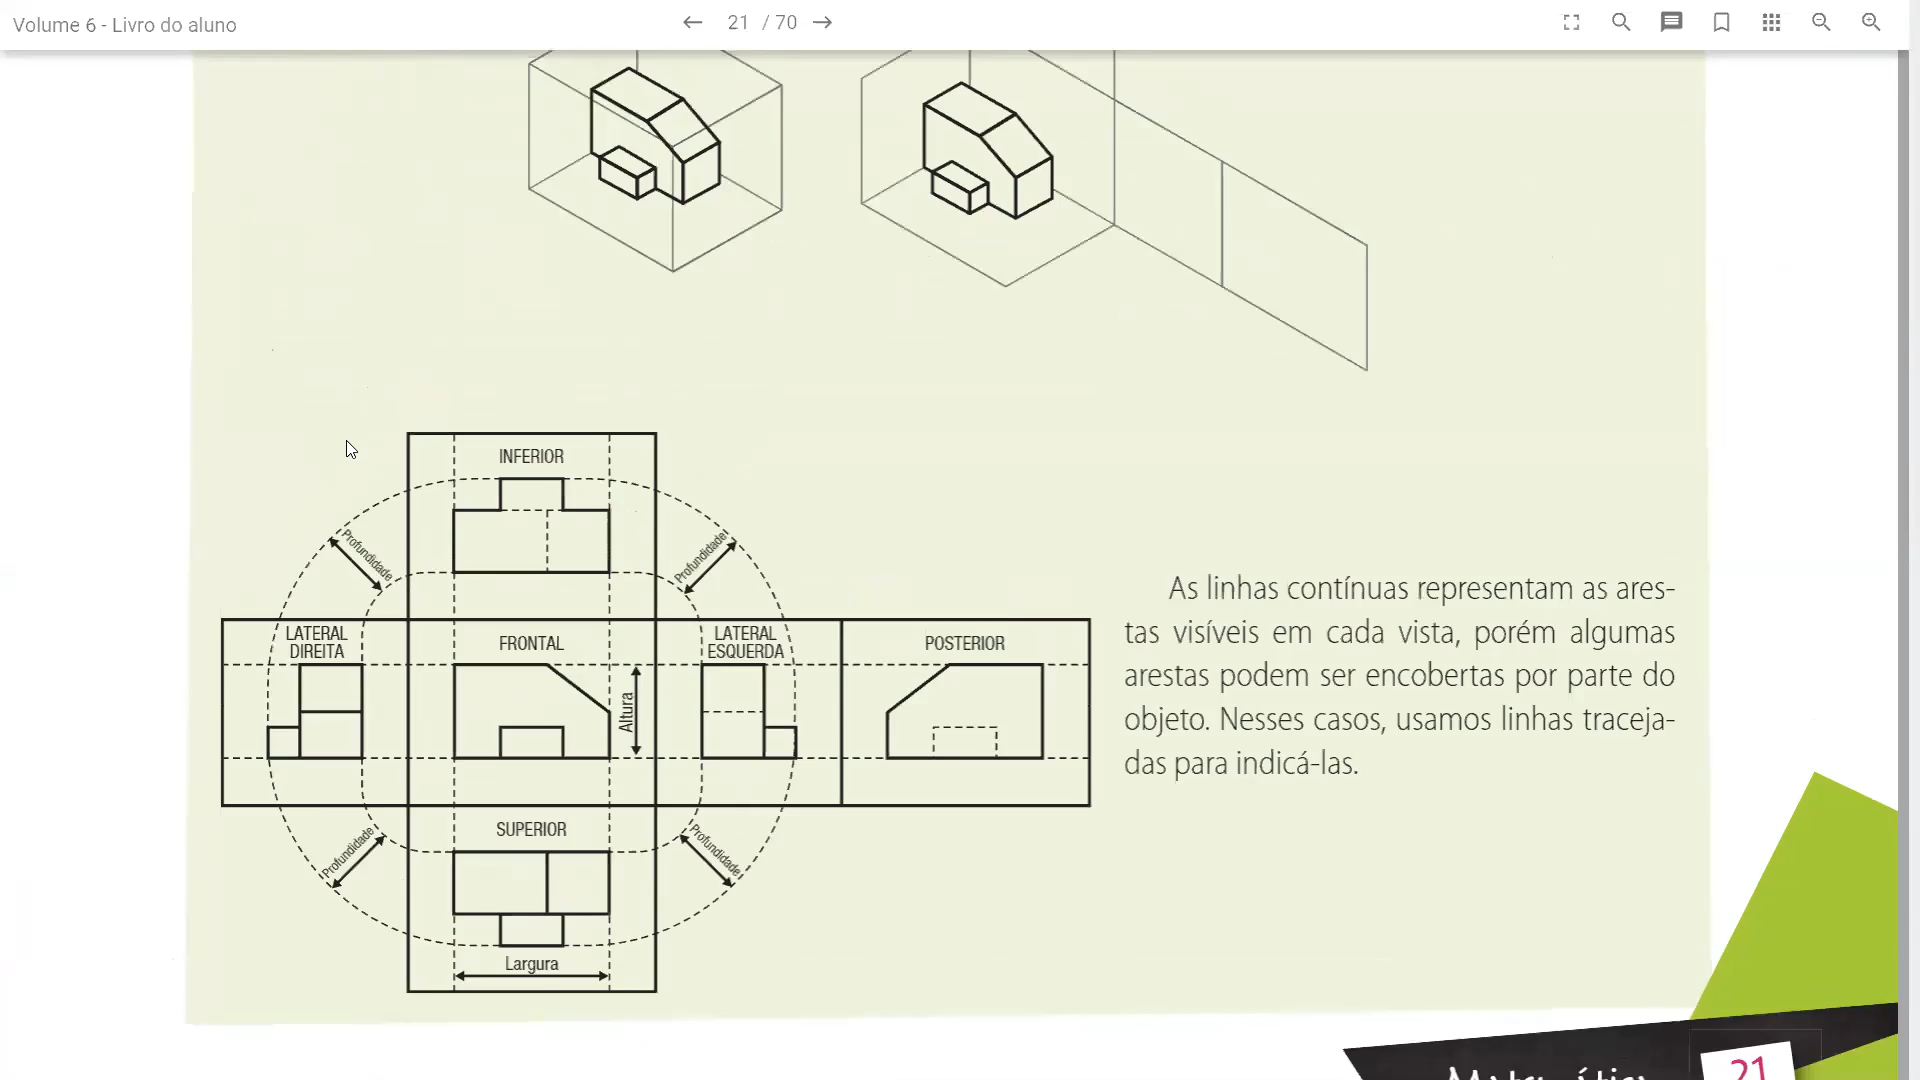 Volume 6 - Livro do aluno
21 / 70
INFERIOR
Profundidade
Profundidade
LATERAL
DIREITA
FRONTAL
LATERAL
ESQUERDA
POSTERIOR
Altura
As linhas contínuas representam as ares-
tas visíveis em cada vista, porém algumas
arestas podem ser encobertas por parte do
objeto. Nesses casos, usamos linhas traceja-
das para indicá-las.
SUPERIOR
Profundidade
Profundidade
Largura
Matemática
21